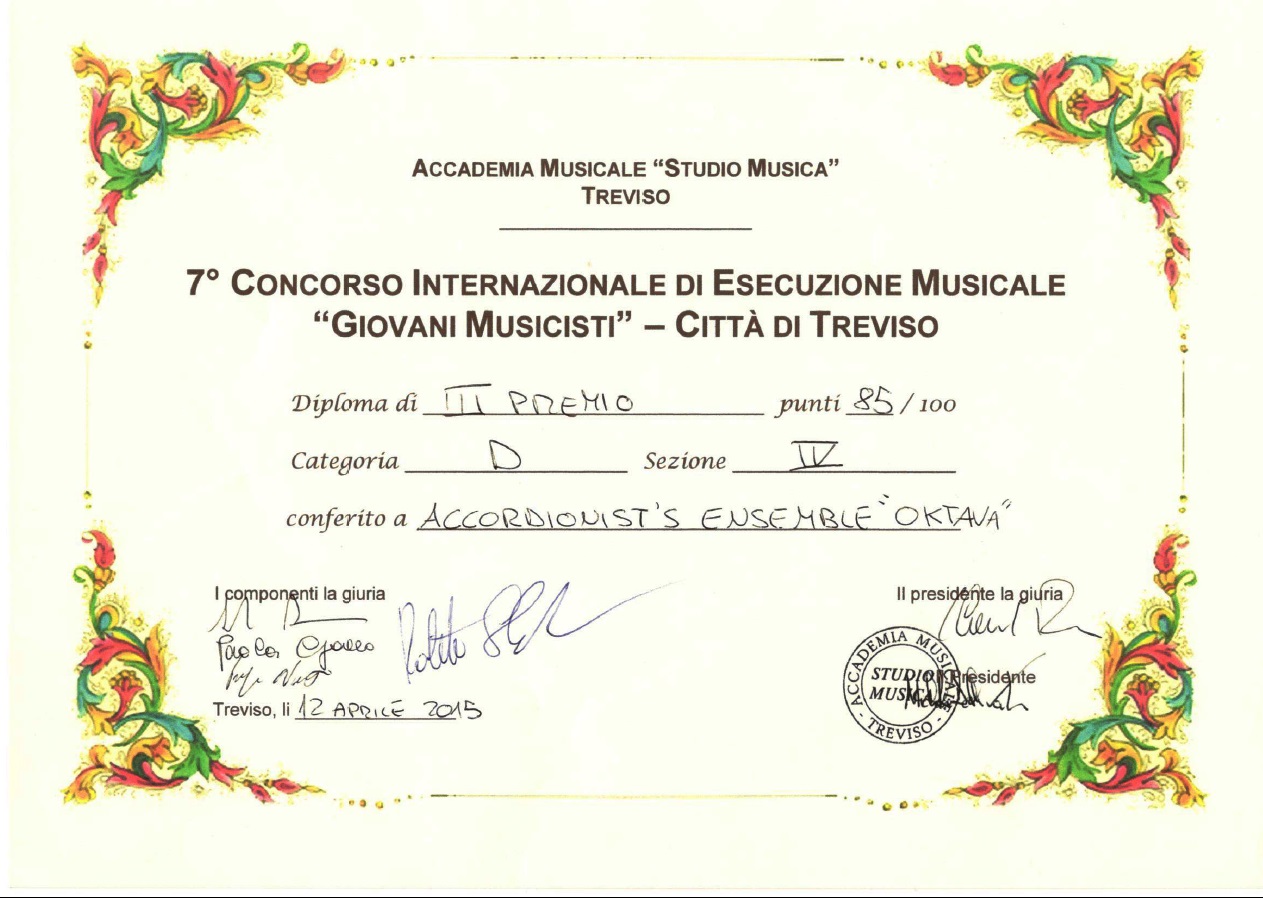 ACCADEMIA MUSICALE “STUDIO MUSICA”
TREVISO
7° CONCORSO INTERNAZIONALE DI ESECUZIONE MUSICALE
“GIOVANI MUSICISTI” – CITTÀ DI TREVISO
Diploma di III PREMIO punti 85 / 100
Categoria D Sezione IV
conferito a ACCORDIONIST'S ENSEMBLE "OKTAVA"
I componenti la giuria
Il presidente la giuria
Il Presidente
ACCADEMIA MUSICALE
STUDIO
MUSICA
- TREVISO -
Treviso, li 12 APRILE 2015